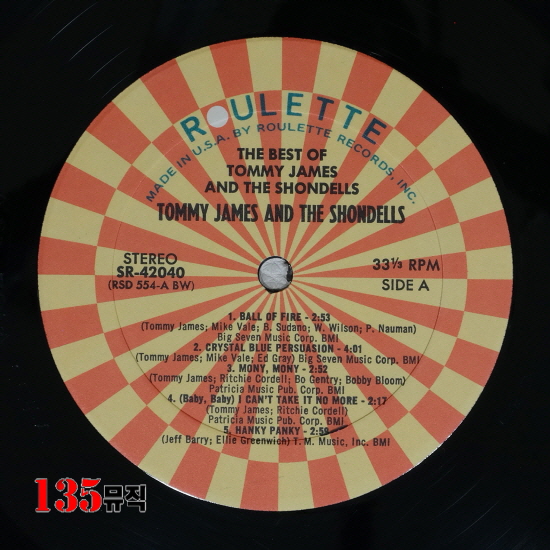 ROULETTE
MADE IN U.S.A. BY ROULETTE RECORDS, INC.
THE BEST OF
TOMMY JAMES
AND THE SHONDELLS
TOMMY JAMES AND THE SHONDELLS
STEREO
SR-42040
(RSD 554-A BW)
33⅓ RPM
SIDE A
1. BALL OF FIRE - 2:53
(Tommy James; Mike Vale; B. Sudano; W. Wilson; P. Nauman)
Big Seven Music Corp. BMI
2. CRYSTAL BLUE PERSUASION - 4:01
(Tommy James; Mike Vale; Ed Gray) Big Seven Music Corp. BMI
3. MONY, MONY - 2:52
(Tommy James; Ritchie Cordell; Bo Gentry; Bobby Bloom)
Patricia Music Pub. Corp. BMI
4. (Baby, Baby) I CAN'T TAKE IT NO MORE - 2:17
(Tommy James; Ritchie Cordell)
Patricia Music Pub. Corp. BMI
5. HANKY PANKY - 2:59
(Jeff Barry; Ellie Greenwich) T. M. Music, Inc. BMI
135뮤직